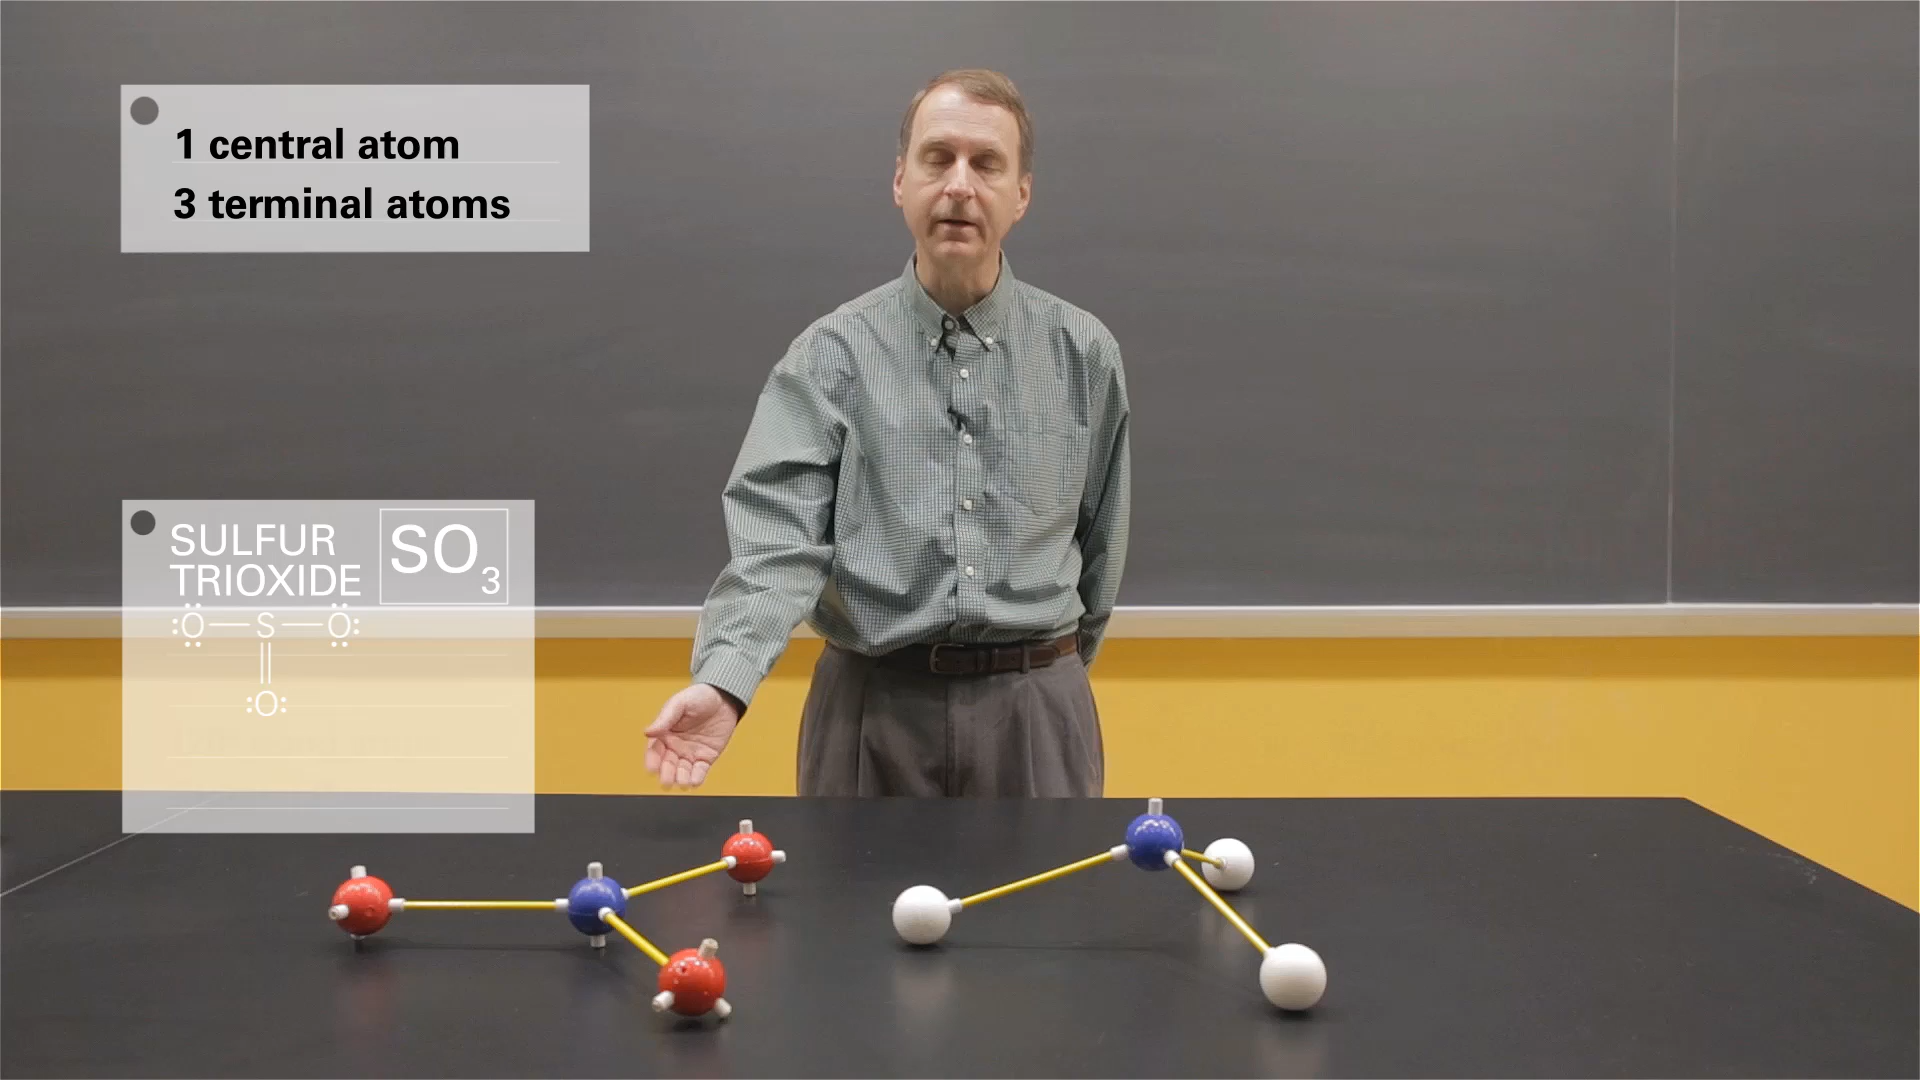 1 central atom
3 terminal atoms
SULFUR
TRIOXIDE
SO3
:O—S—O:
O